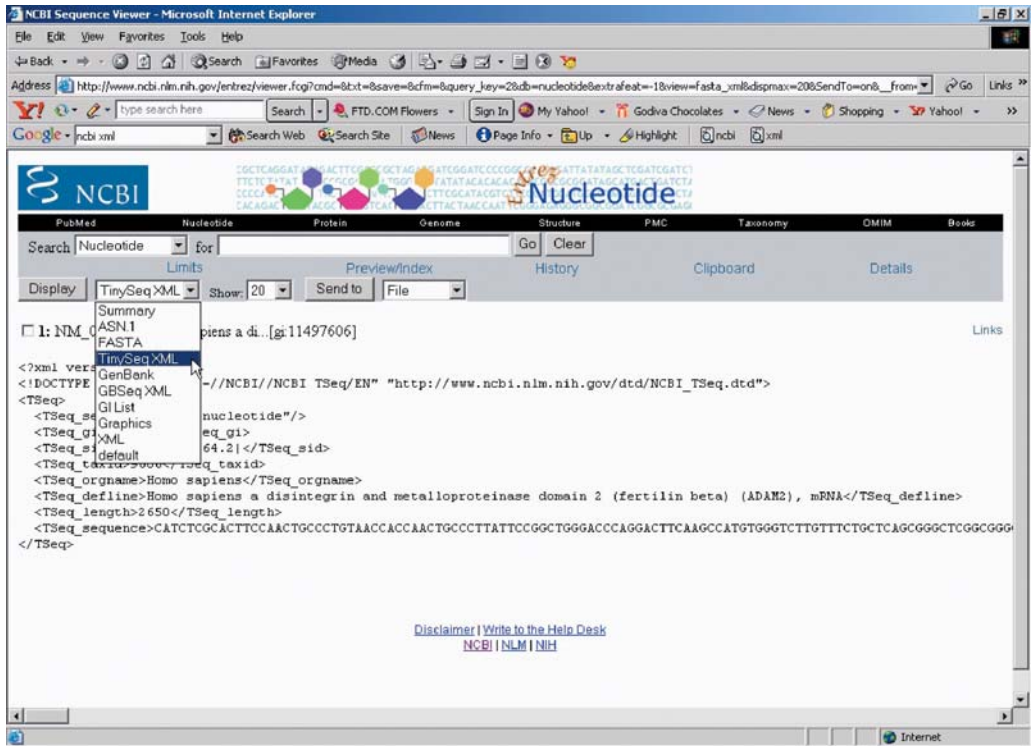 NCBI Sequence Viewer - Microsoft Internet Explorer
File Edit View Favorites Tools Help
Back Search Favorites Media
Address http://www.ncbi.nlm.nih.gov/entrez/viewer.fcgi?cmd=&txt=&save=&cfm=&query_key=2&db=nucleotide&extrafeat=-1&view=fasta_xml&dispmax=20&SendTo=on&__from= Go Links »
Y! type search here Search FTD.COM Flowers Sign In My Yahoo! Godiva Chocolates News Shopping Yahoo! »
Google ncbi xml Search Web Search Site News Page Info Up Highlight ncbi xml
NCBI
Entrez Nucleotide
PubMed Nucleotide Protein Genome Structure PMC Taxonomy OMIM Books
Search Nucleotide for Go Clear
Limits Preview/Index History Clipboard Details
Display TinySeq XML Show: 20 Send to File
Summary
ASN.1
FASTA
TinySeq XML
GenBank
GBSeq XML
GI List
Graphics
XML
default
1: NM_0 piens a di...[gi:11497606] Links
<?xml vers
<!DOCTYPE -//NCBI//NCBI TSeq/EN" "http://www.ncbi.nlm.nih.gov/dtd/NCBI_TSeq.dtd">
<TSeq>
<TSeq_se nucleotide"/>
<TSeq_gi eq_gi>
<TSeq_si 64.2|</TSeq_sid>
<TSeq_taxid>9606</TSeq_taxid>
<TSeq_orgname>Homo sapiens</TSeq_orgname>
<TSeq_defline>Homo sapiens a disintegrin and metalloproteinase domain 2 (fertilin beta) (ADAM2), mRNA</TSeq_defline>
<TSeq_length>2650</TSeq_length>
<TSeq_sequence>CATCTCGCACTTCCAACTGCCCTGTAACCACCAACTGCCCTTATTCCGGCTGGGACCCAGGACTTCAAGCCATGTGGGTCTTGTTTCTGCTCAGCGGGCTCGGCGGG
</TSeq>
Disclaimer | Write to the Help Desk
NCBI | NLM | NIH
Internet